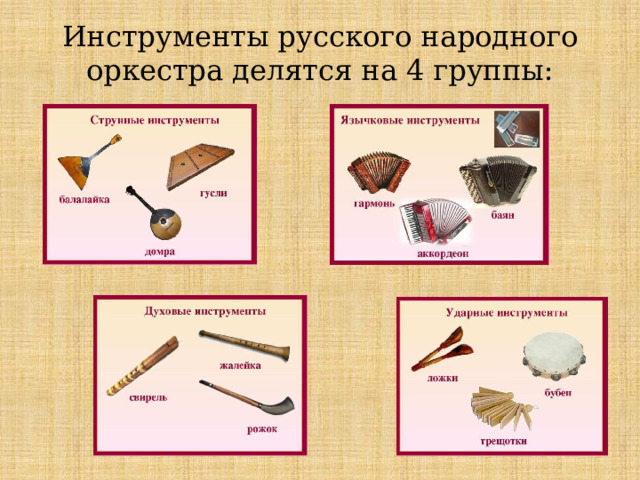 Инструменты русского народного
оркестра делятся на 4 группы:
Струнные инструменты
балалайка
гусли
домра
Язычковые инструменты
гармонь
баян
аккордеон
Духовые инструменты
жалейка
свирель
рожок
Ударные инструменты
ложки
бубен
трещотки